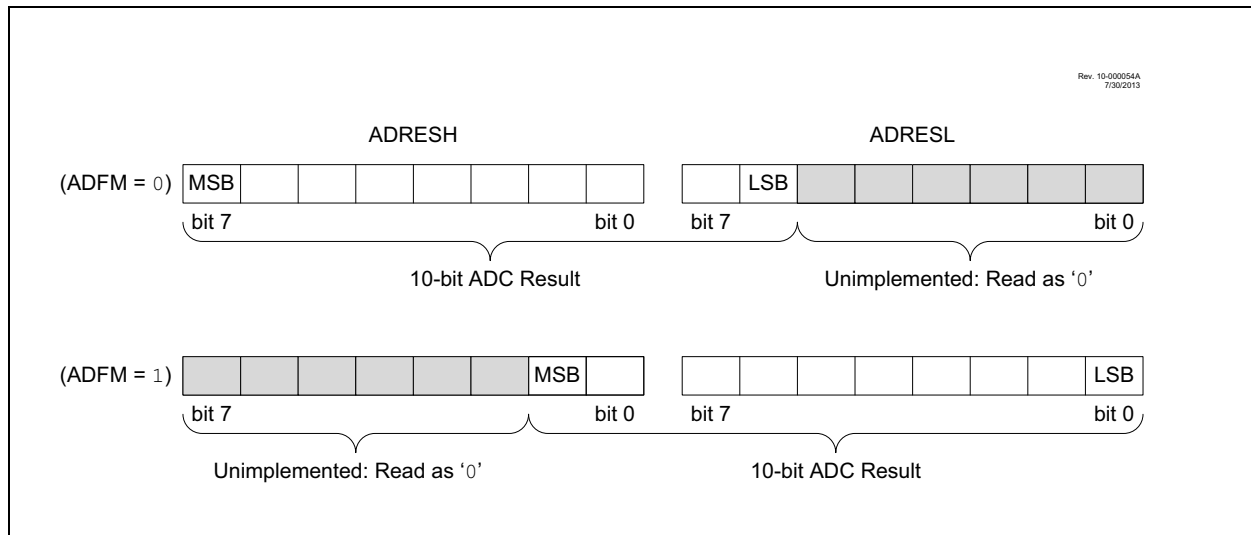 Rev. 10-000054A
7/30/2013
ADRESH ADRESL
(ADFM = 0) MSB LSB
bit 7 bit 0 bit 7 bit 0
10-bit ADC Result Unimplemented: Read as ‘0’
(ADFM = 1) MSB LSB
bit 7 bit 0 bit 7 bit 0
Unimplemented: Read as ‘0’ 10-bit ADC Result